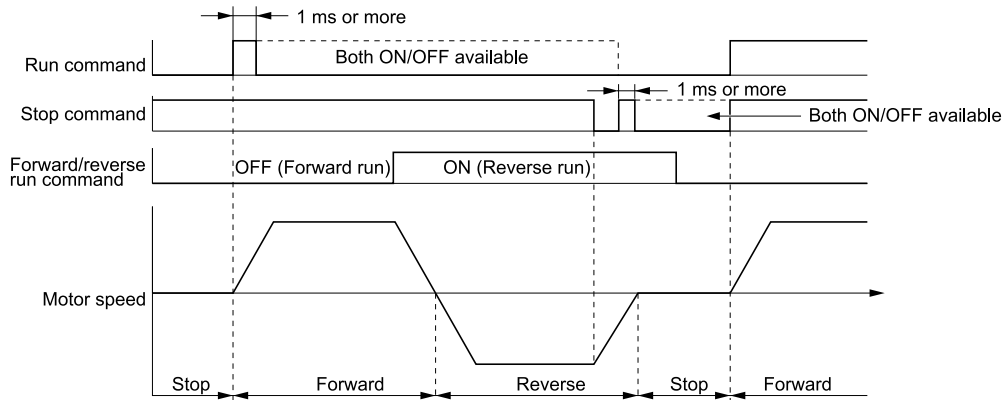 1 ms or more
Run command
Both ON/OFF available
1 ms or more
Stop command
Both ON/OFF available
Forward/reverse
run command
OFF (Forward run)
ON (Reverse run)
Motor speed
Stop
Forward
Reverse
Stop
Forward